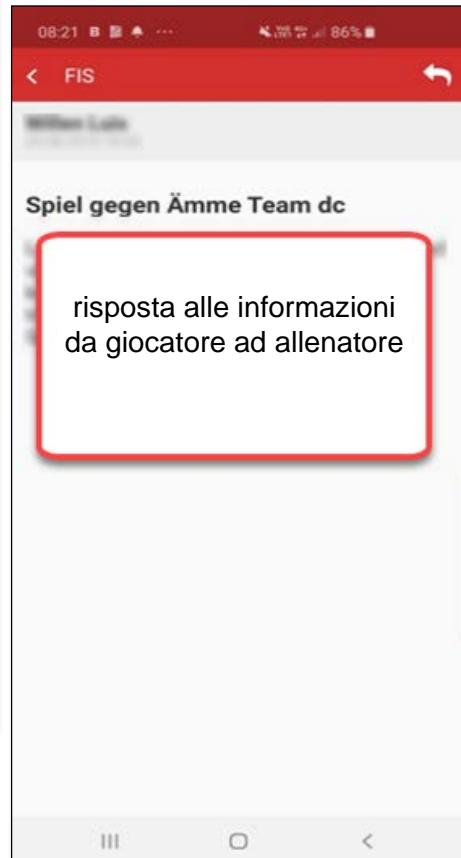 08:21 B ... 86%
FIS
Spiel gegen Ämme Team dc
risposta alle informazioni
da giocatore ad allenatore